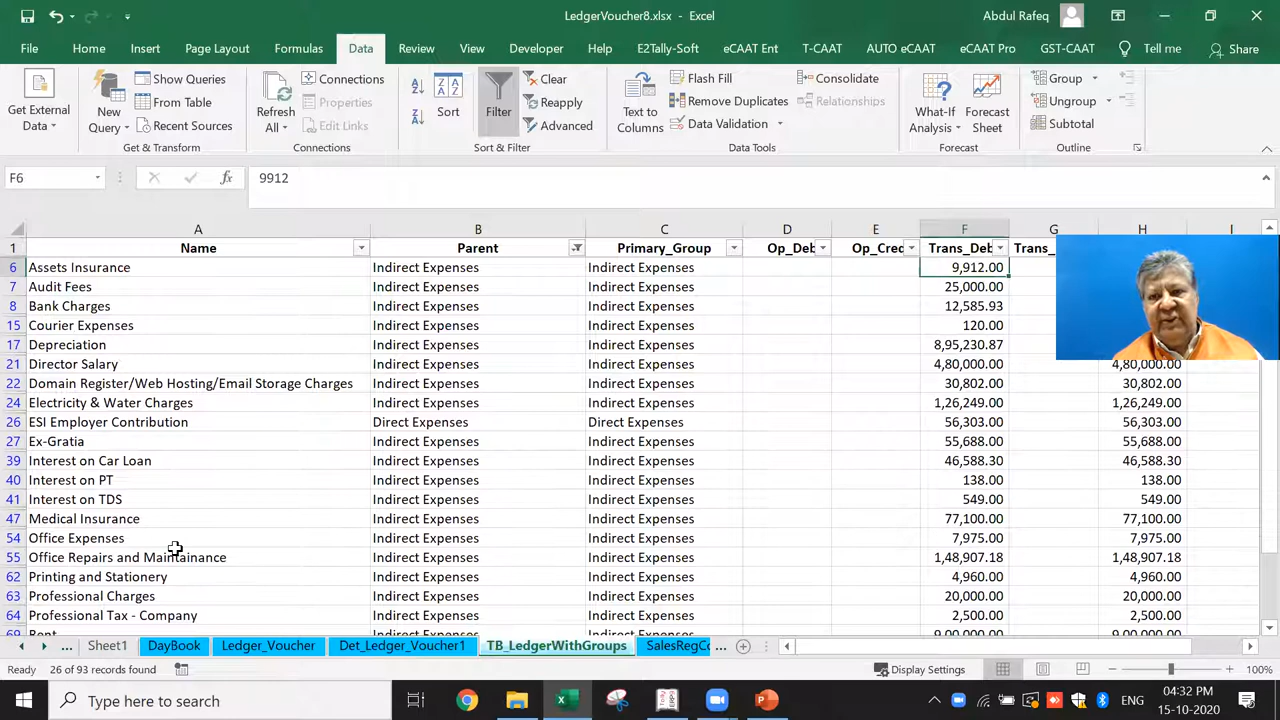 LedgerVoucher8.xlsx - Excel
Abdul Rafeq
File Home Insert Page Layout Formulas Data Review View Developer Help E2Tally-Soft eCAAT Ent T-CAAT AUTO eCAAT eCAAT Pro GST-CAAT Tell me Share
Get External Data
New Query
Show Queries
From Table
Recent Sources
Get & Transform
Refresh All
Connections
Properties
Edit Links
Connections
Sort
Filter
Clear
Reapply
Advanced
Sort & Filter
Text to Columns
Flash Fill
Remove Duplicates
Data Validation
Consolidate
Relationships
Data Tools
What-If Analysis
Forecast Sheet
Forecast
Group
Ungroup
Subtotal
Outline
F6 fx 9912
A B C D E F G H I
1 Name Parent Primary_Group Op_Deb Op_Cred Trans_Deb Trans_
6 Assets Insurance Indirect Expenses Indirect Expenses 9,912.00
7 Audit Fees Indirect Expenses Indirect Expenses 25,000.00
8 Bank Charges Indirect Expenses Indirect Expenses 12,585.93
15 Courier Expenses Indirect Expenses Indirect Expenses 120.00
17 Depreciation Indirect Expenses Indirect Expenses 8,95,230.87
21 Director Salary Indirect Expenses Indirect Expenses 4,80,000.00 4,80,000.00
22 Domain Register/Web Hosting/Email Storage Charges Indirect Expenses Indirect Expenses 30,802.00 30,802.00
24 Electricity & Water Charges Indirect Expenses Indirect Expenses 1,26,249.00 1,26,249.00
26 ESI Employer Contribution Direct Expenses Direct Expenses 56,303.00 56,303.00
27 Ex-Gratia Indirect Expenses Indirect Expenses 55,688.00 55,688.00
39 Interest on Car Loan Indirect Expenses Indirect Expenses 46,588.30 46,588.30
40 Interest on PT Indirect Expenses Indirect Expenses 138.00 138.00
41 Interest on TDS Indirect Expenses Indirect Expenses 549.00 549.00
47 Medical Insurance Indirect Expenses Indirect Expenses 77,100.00 77,100.00
54 Office Expenses Indirect Expenses Indirect Expenses 7,975.00 7,975.00
55 Office Repairs and Maintainance Indirect Expenses Indirect Expenses 1,48,907.18 1,48,907.18
62 Printing and Stationery Indirect Expenses Indirect Expenses 4,960.00 4,960.00
63 Professional Charges Indirect Expenses Indirect Expenses 20,000.00 20,000.00
64 Professional Tax - Company Indirect Expenses Indirect Expenses 2,500.00 2,500.00
69 Rent Indirect Expenses Indirect Expenses 9,00,000.00 9,00,000.00
... Sheet1 DayBook Ledger_Voucher Det_Ledger_Voucher1 TB_LedgerWithGroups SalesRegCo ...
Ready 26 of 93 records found Display Settings 100%
Type here to search ENG 04:32 PM
15-10-2020